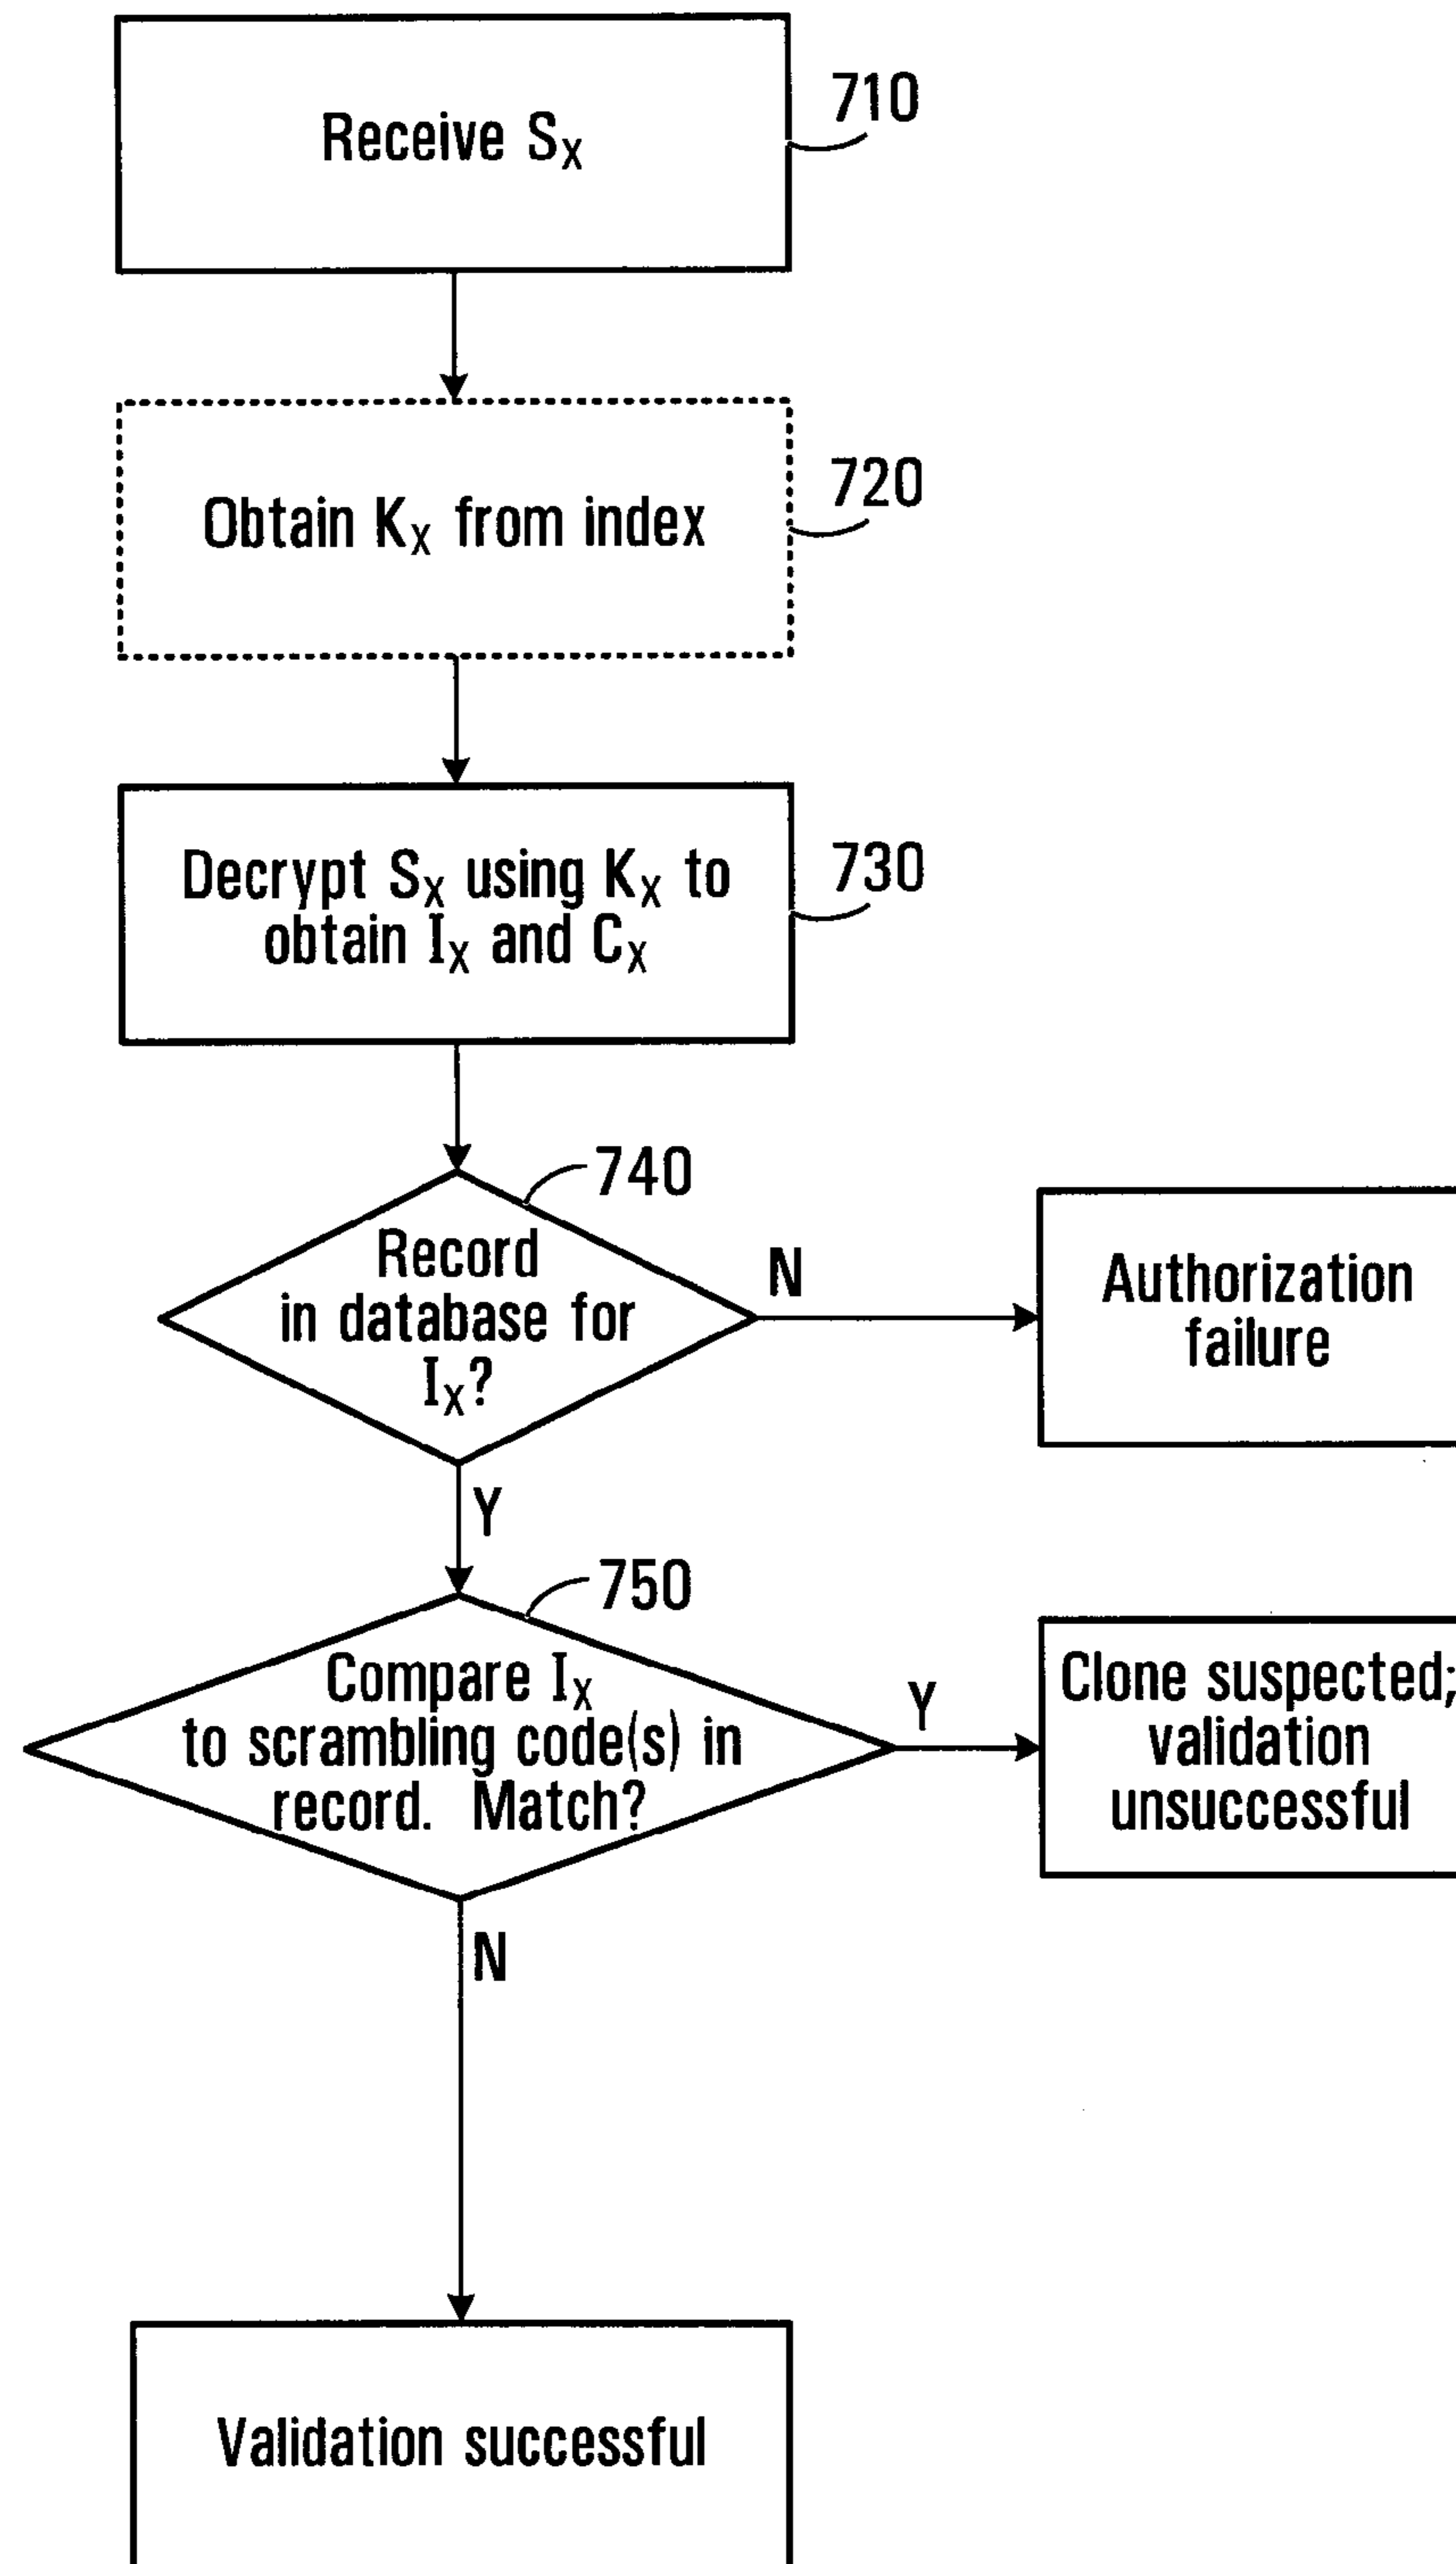 Receive SX
710
Obtain KX from index
720
Decrypt SX using KX to
obtain IX and CX
730
740
Record
in database for
IX?
N
Authorization
failure
Y
750
Compare IX
to scrambling code(s) in
record. Match?
Y
Clone suspected;
validation
unsuccessful
N
Validation successful